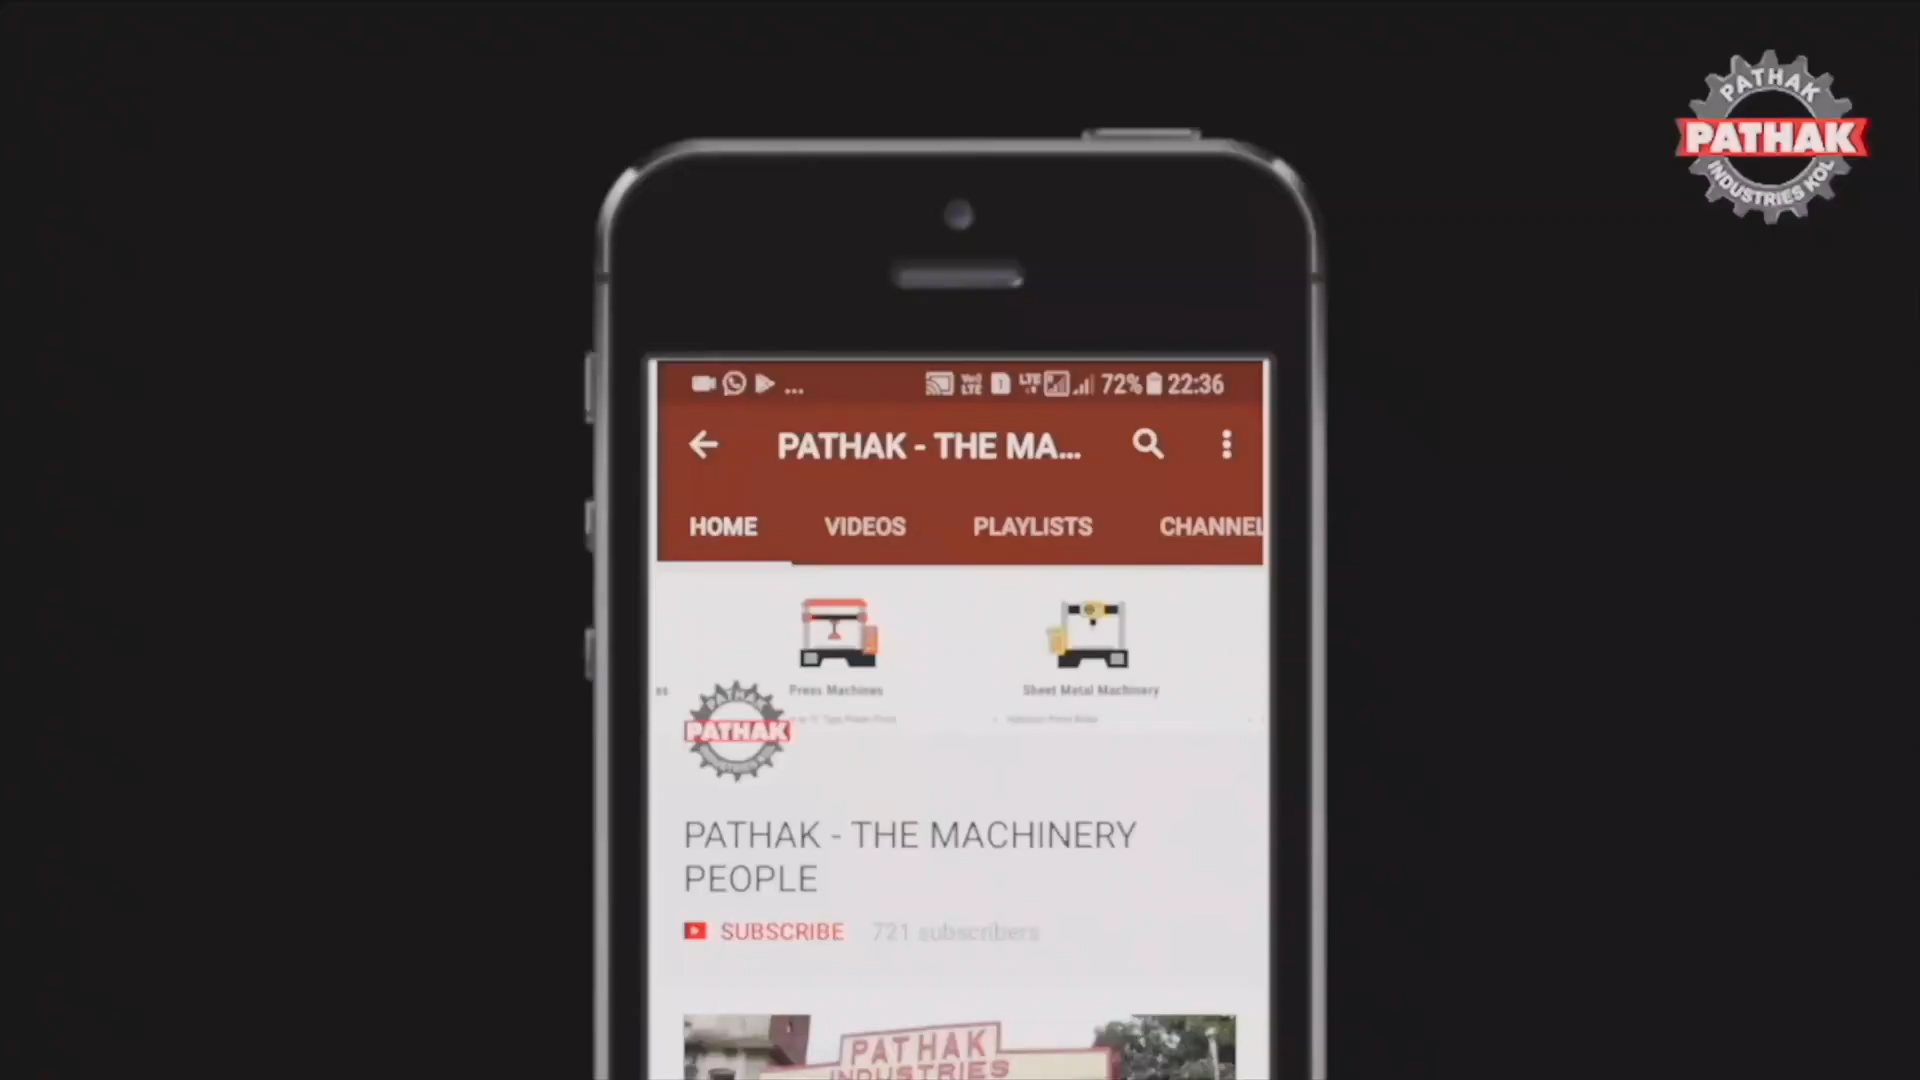 PATHAK
PATHAK
INDUSTRIES KOL
72% 22:36
PATHAK - THE MA...
HOME VIDEOS PLAYLISTS CHANNEL
Press Machines Sheet Metal Machinery
PATHAK
PATHAK
PATHAK - THE MACHINERY
PEOPLE
SUBSCRIBE 721 subscribers
PATHAK
INDUSTRIES